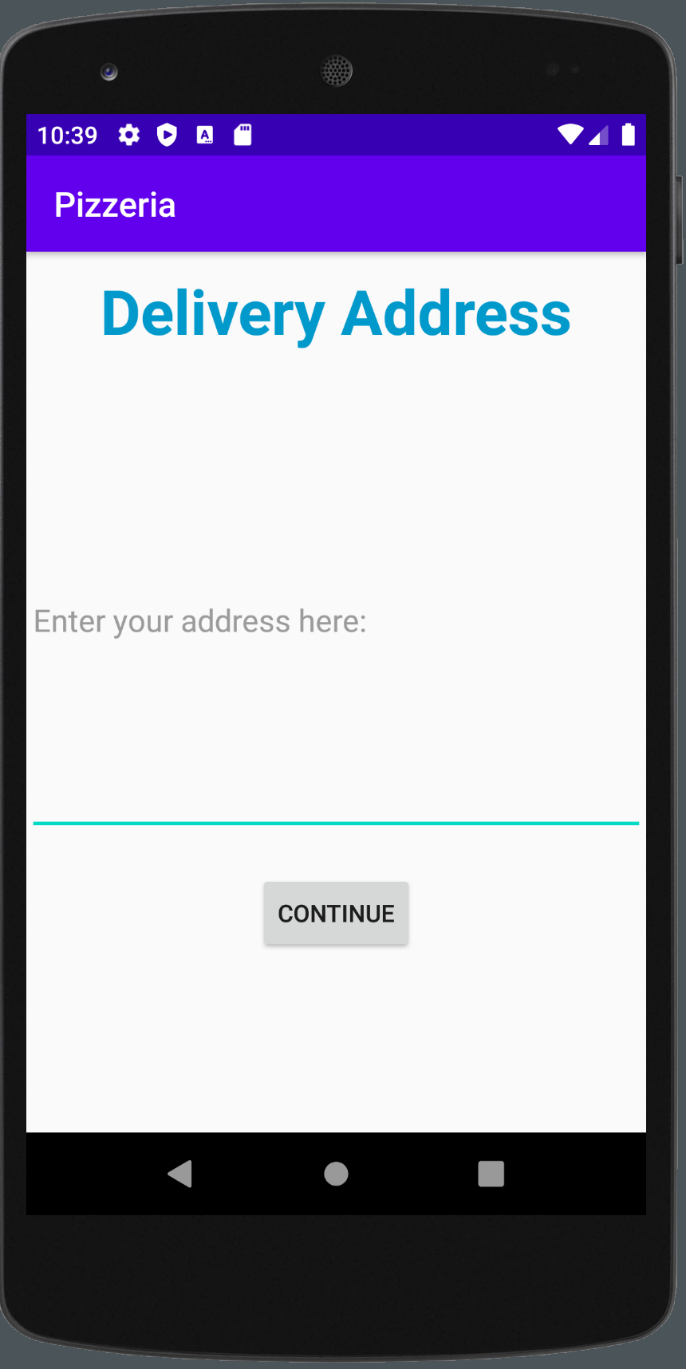 10:39
Pizzeria
Delivery Address
Enter your address here:
CONTINUE